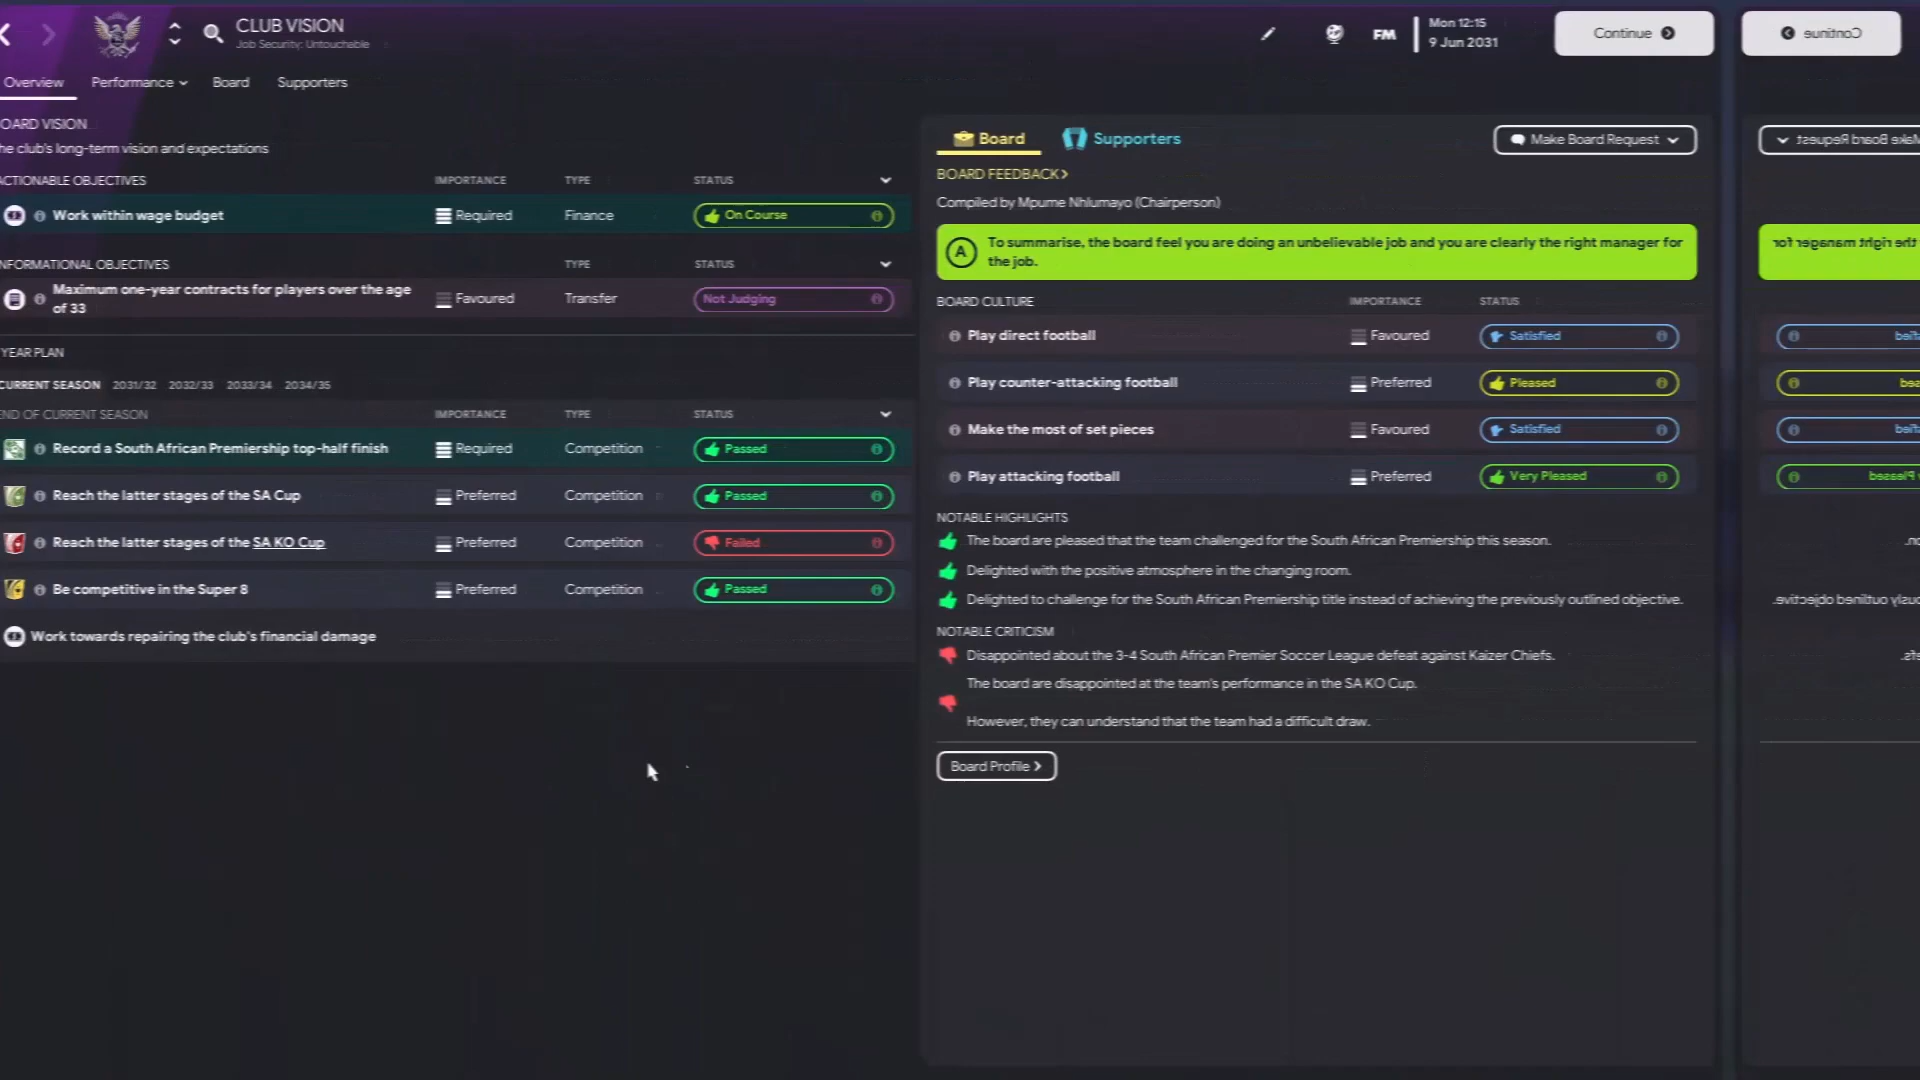 CLUB VISION
Job Security: Untouchable
FM
Mon 12:15
9 Jun 2031
Continue
Continue
Overview
Performance
Board
Supporters
OARD VISION
he club's long-term vision and expectations
CTIONABLE OBJECTIVES IMPORTANCE TYPE STATUS
Work within wage budget Required Finance On Course
NFORMATIONAL OBJECTIVES TYPE STATUS
Maximum one-year contracts for players over the age
of 33
Favoured Transfer Not Judging
YEAR PLAN
CURRENT SEASON 2031/32 2032/33 2033/34 2034/35
END OF CURRENT SEASON IMPORTANCE TYPE STATUS
Record a South African Premiership top-half finish Required Competition Passed
Reach the latter stages of the SA Cup Preferred Competition Passed
Reach the latter stages of the SA KO Cup Preferred Competition Failed
Be competitive in the Super 8 Preferred Competition Passed
Work towards repairing the club's financial damage
Board
Supporters
Make Board Request
Make Board Request
BOARD FEEDBACK
Compiled by Mpume Nhlumayo (Chairperson)
A
To summarise, the board feel you are doing an unbelievable job and you are clearly the right manager for
the job.
the right manager for
BOARD CULTURE IMPORTANCE STATUS
Play direct football Favoured Satisfied
Play counter-attacking football Preferred Pleased
Make the most of set pieces Favoured Satisfied
Play attacking football Preferred Very Pleased
NOTABLE HIGHLIGHTS
The board are pleased that the team challenged for the South African Premiership this season.
Delighted with the positive atmosphere in the changing room.
Delighted to challenge for the South African Premiership title instead of achieving the previously outlined objective.
outlined objective.
NOTABLE CRITICISM
Disappointed about the 3-4 South African Premier Soccer League defeat against Kaizer Chiefs.
The board are disappointed at the team's performance in the SA KO Cup.
However, they can understand that the team had a difficult draw.
Board Profile